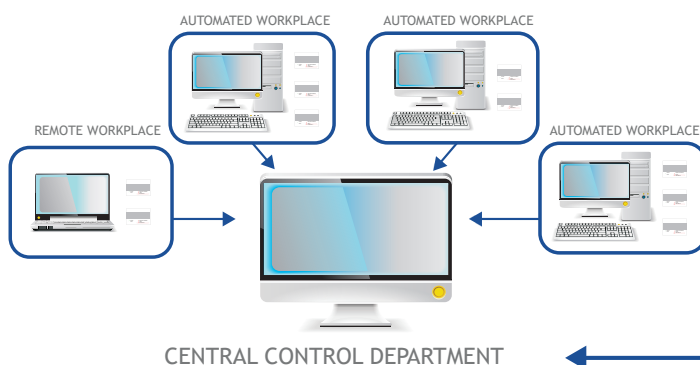 AUTOMATED WORKPLACE
AUTOMATED WORKPLACE
REMOTE WORKPLACE
AUTOMATED WORKPLACE
CENTRAL CONTROL DEPARTMENT